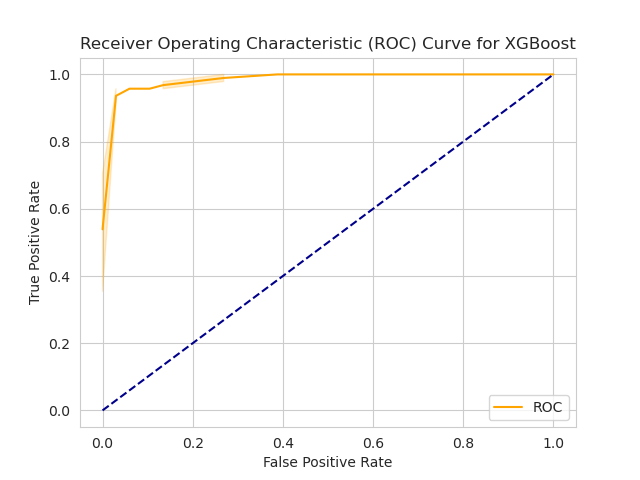 Receiver Operating Characteristic (ROC) Curve for XGBoost
1.0
0.8
0.6
0.4
0.2
0.0
True Positive Rate
ROC
0.0 0.2 0.4 0.6 0.8 1.0
False Positive Rate